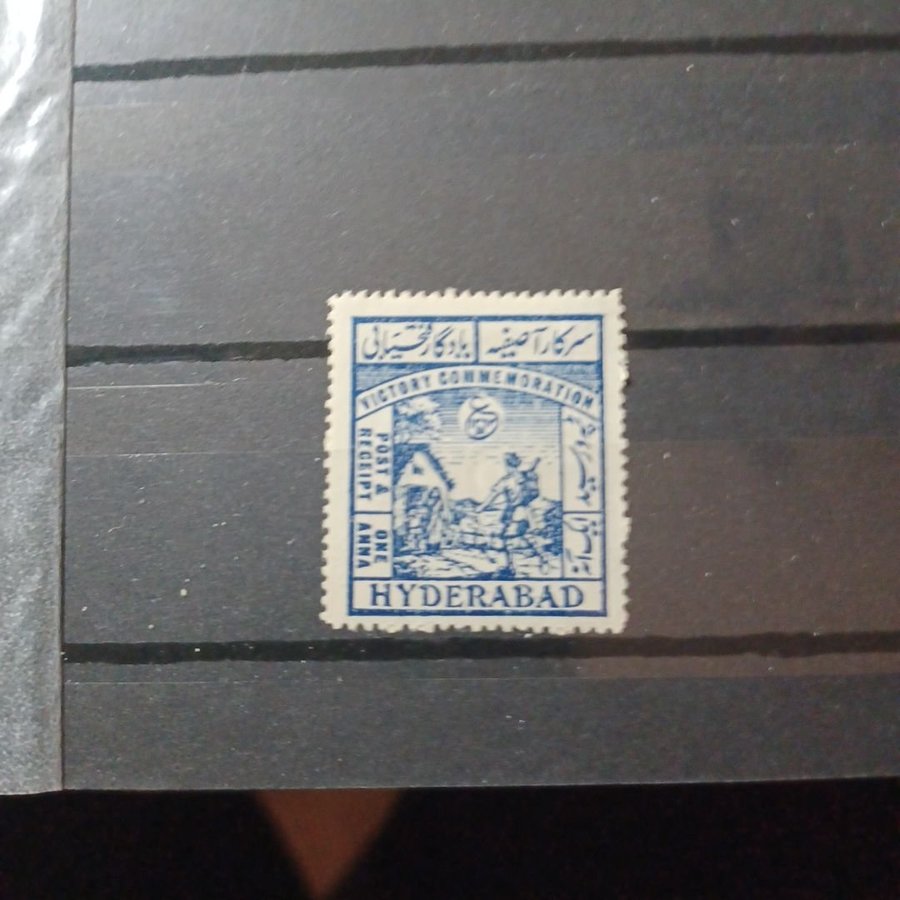 سرکار آصفیہ
یادگار فتحیابی
VICTORY COMMEMORATION
POST &
RECEIPT
ONE
ANNA
HYDERABAD